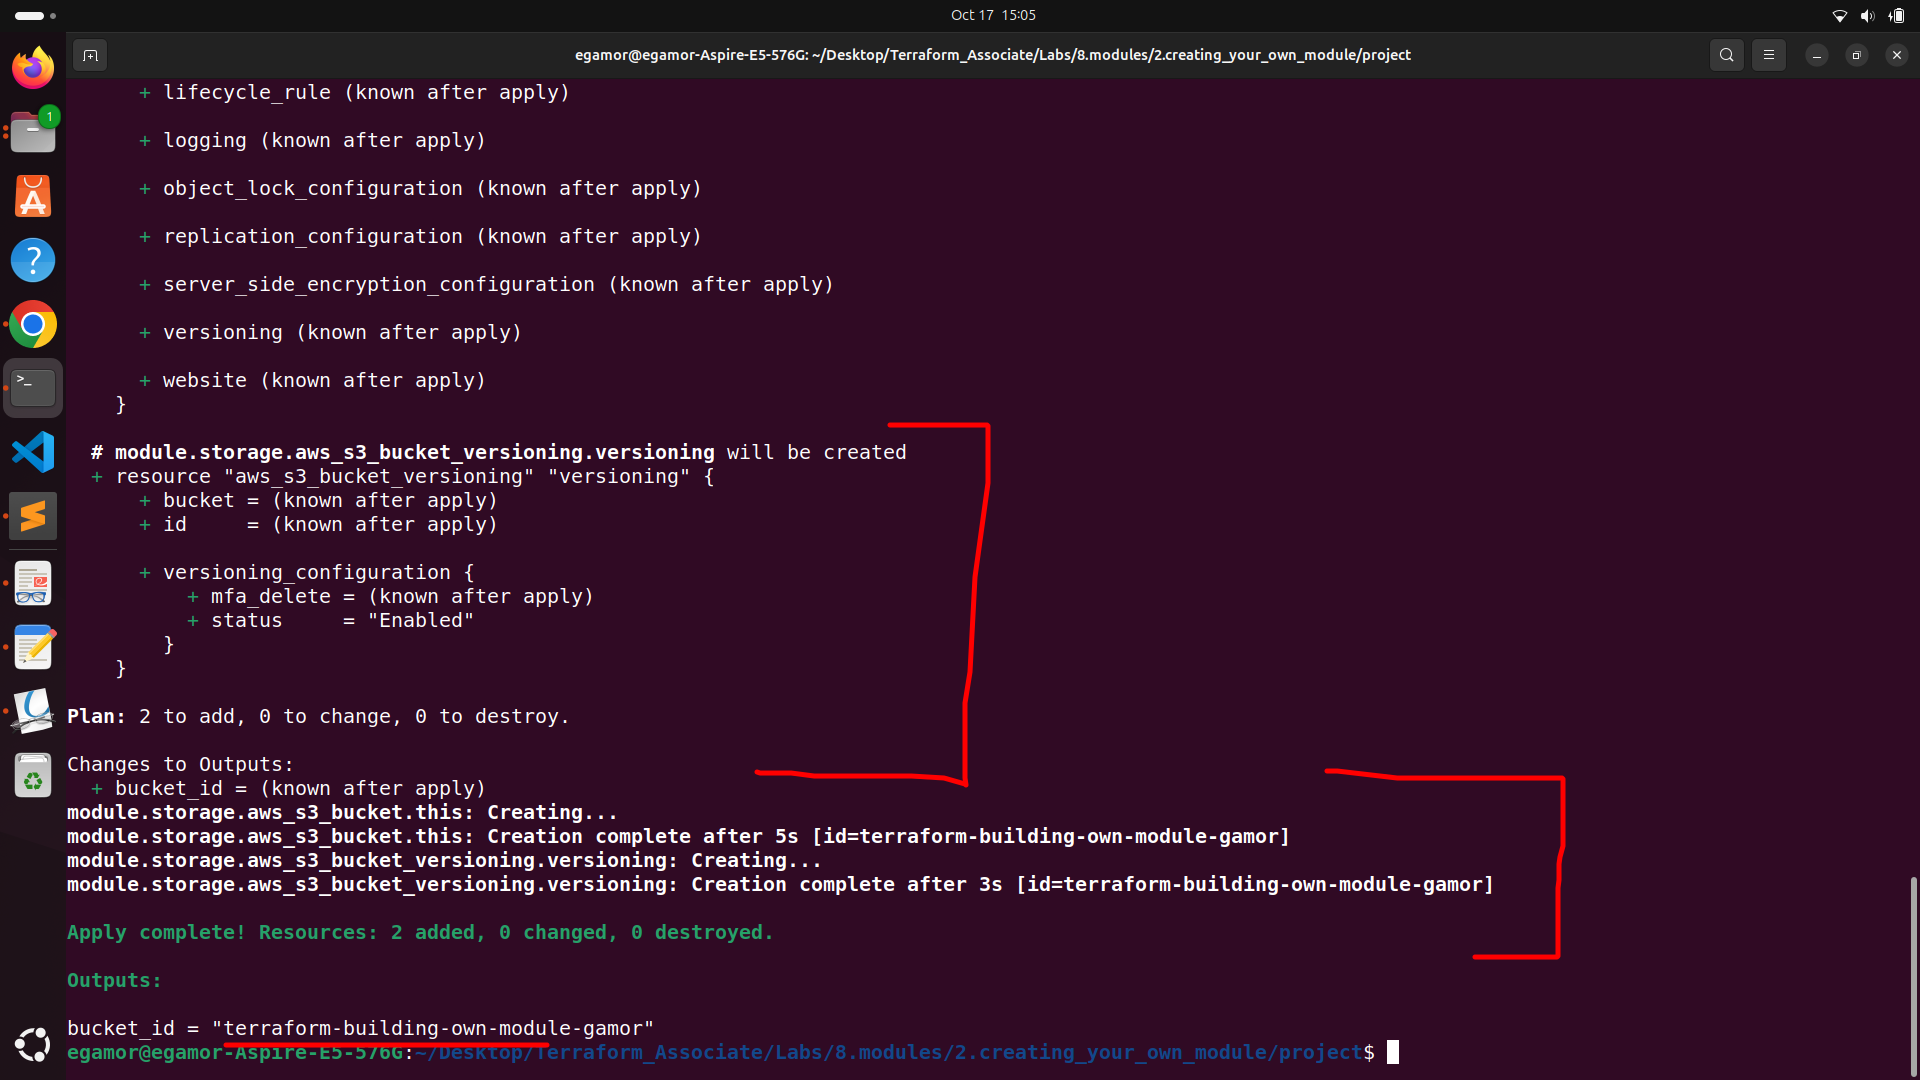 Oct 17 15:05
egamor@egamor-Aspire-E5-576G: ~/Desktop/Terraform_Associate/Labs/8.modules/2.creating_your_own_module/project
1
+ lifecycle_rule (known after apply)
+ logging (known after apply)
+ object_lock_configuration (known after apply)
+ replication_configuration (known after apply)
+ server_side_encryption_configuration (known after apply)
+ versioning (known after apply)
+ website (known after apply)
}
# module.storage.aws_s3_bucket_versioning.versioning will be created
+ resource "aws_s3_bucket_versioning" "versioning" {
+ bucket = (known after apply)
+ id     = (known after apply)
+ versioning_configuration {
+ mfa_delete = (known after apply)
+ status     = "Enabled"
}
}
Plan: 2 to add, 0 to change, 0 to destroy.
Changes to Outputs:
+ bucket_id = (known after apply)
module.storage.aws_s3_bucket.this: Creating...
module.storage.aws_s3_bucket.this: Creation complete after 5s [id=terraform-building-own-module-gamor]
module.storage.aws_s3_bucket_versioning.versioning: Creating...
module.storage.aws_s3_bucket_versioning.versioning: Creation complete after 3s [id=terraform-building-own-module-gamor]
Apply complete! Resources: 2 added, 0 changed, 0 destroyed.
Outputs:
bucket_id = "terraform-building-own-module-gamor"
egamor@egamor-Aspire-E5-576G:~/Desktop/Terraform_Associate/Labs/8.modules/2.creating_your_own_module/project$